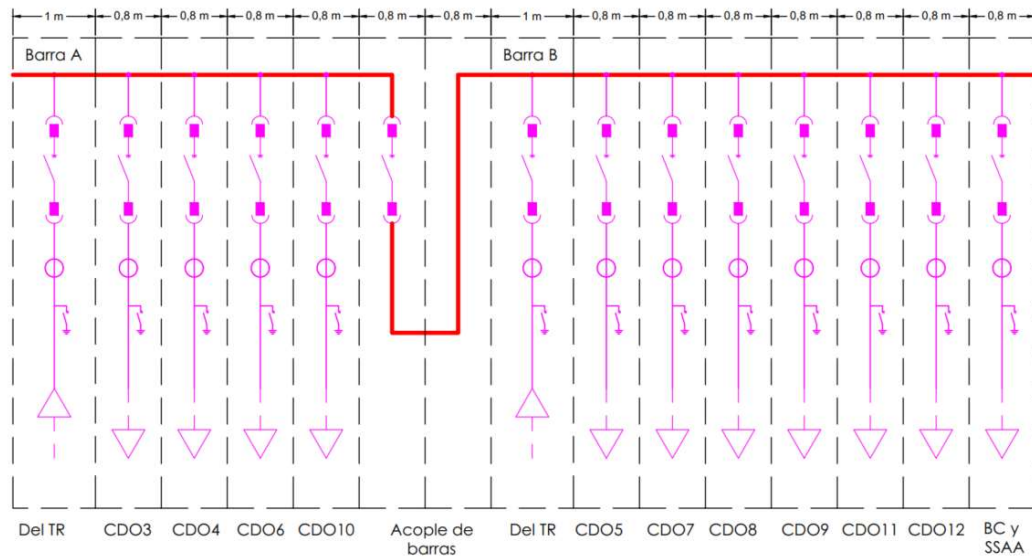 1 m 0,8 m 0,8 m 0,8 m 0,8 m 0,8 m 0,8 m 1 m 0,8 m 0,8 m 0,8 m 0,8 m 0,8 m 0,8 m 0,8 m
Barra A Barra B
Del TR CDO3 CDO4 CDO6 CDO10 Acople de barras Del TR CDO5 CDO7 CDO8 CDO9 CDO11 CDO12 BC y SSAA